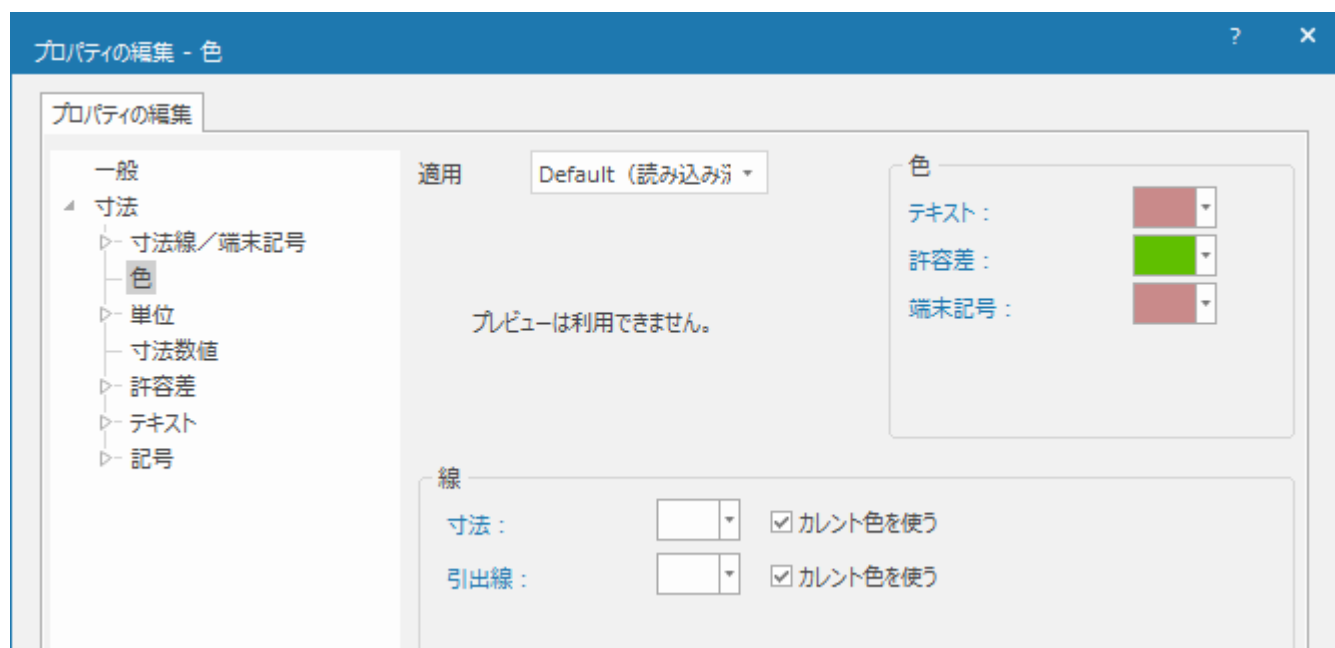 プロパティの編集 - 色
?
プロパティの編集
一般
寸法
寸法線／端末記号
色
単位
寸法数値
許容差
テキスト
記号
適用
Default（読み込み
プレビューは利用できません。
色
テキスト：
許容差：
端末記号：
線
寸法：
カレント色を使う
引出線：
カレント色を使う